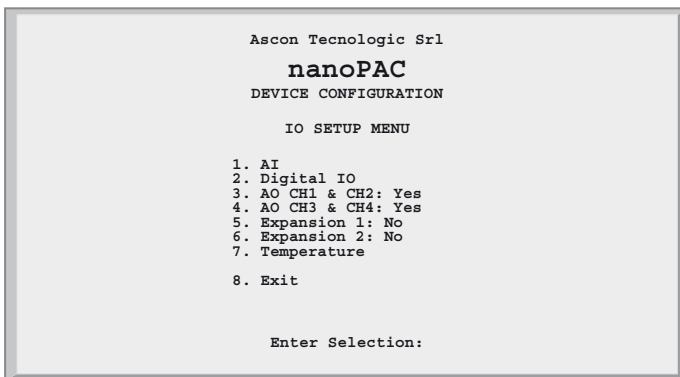 Ascon Tecnologic Srl
nanoPAC
DEVICE CONFIGURATION
IO SETUP MENU
1. AI
2. Digital IO
3. AO CH1 & CH2: Yes
4. AO CH3 & CH4: Yes
5. Expansion 1: No
6. Expansion 2: No
7. Temperature
8. Exit
Enter Selection: